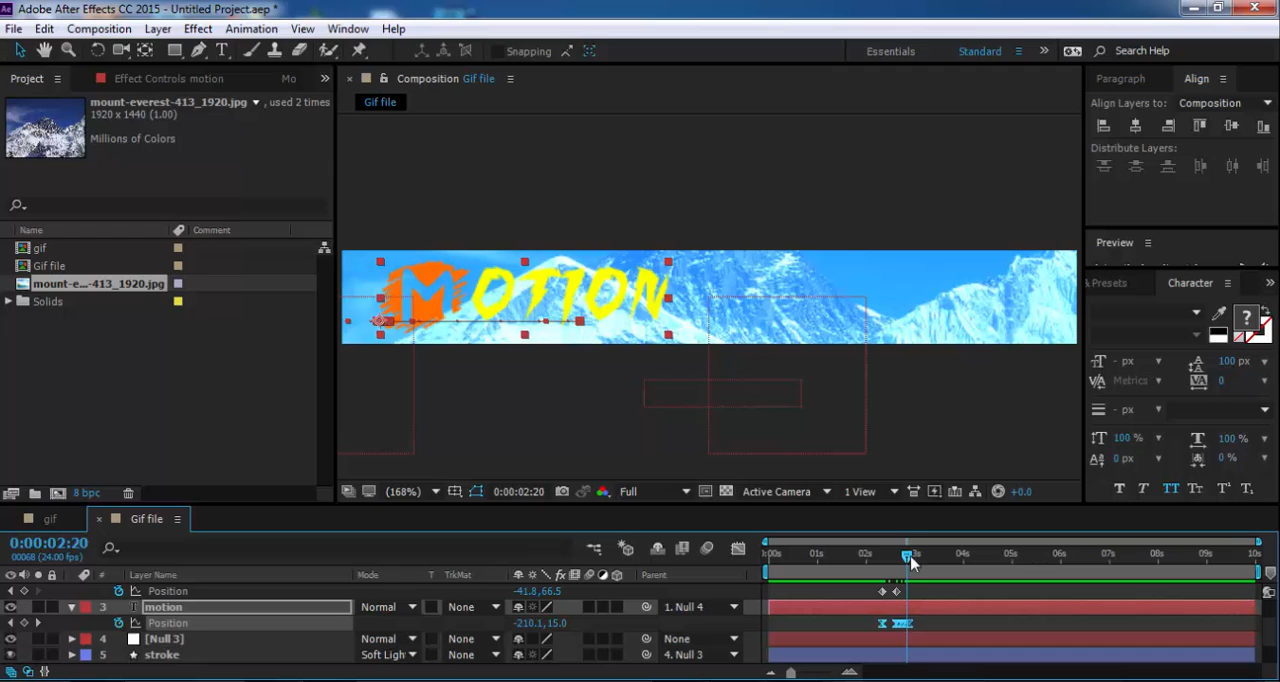 Adobe After Effects CC 2015 - Untitled Project.aep *
File Edit Composition Layer Effect Animation View Window Help
Snapping Essentials Standard Search Help
Project Effect Controls motion Mo
Composition Gif file
Paragraph Align
Gif file
mount-everest-413_1920.jpg , used 2 times
1920 x 1440 (1.00)
Millions of Colors
Align Layers to: Composition
Distribute Layers:
Name Comment
gif
Gif file
mount-e...-413_1920.jpg
Solids
MOTION
Preview
& Presets Character
?
- px 100 px
Metrics 0
- px
100 % 100 %
0 px 0 %
8 bpc
(168%) 0:00:02:20 Full Active Camera 1 View +0.0
gif Gif file
0:00:02:20
00068 (24.00 fps)
:00s 01s 02s 3s 04s 05s 06s 07s 08s 09s 10s
# Layer Name Mode T TrkMat Parent
Position -41.8,66.5
3 T motion Normal None 1. Null 4
Position -210.1,15.0
4 [Null 3] Normal None None
5 stroke Soft Ligh None 4. Null 3